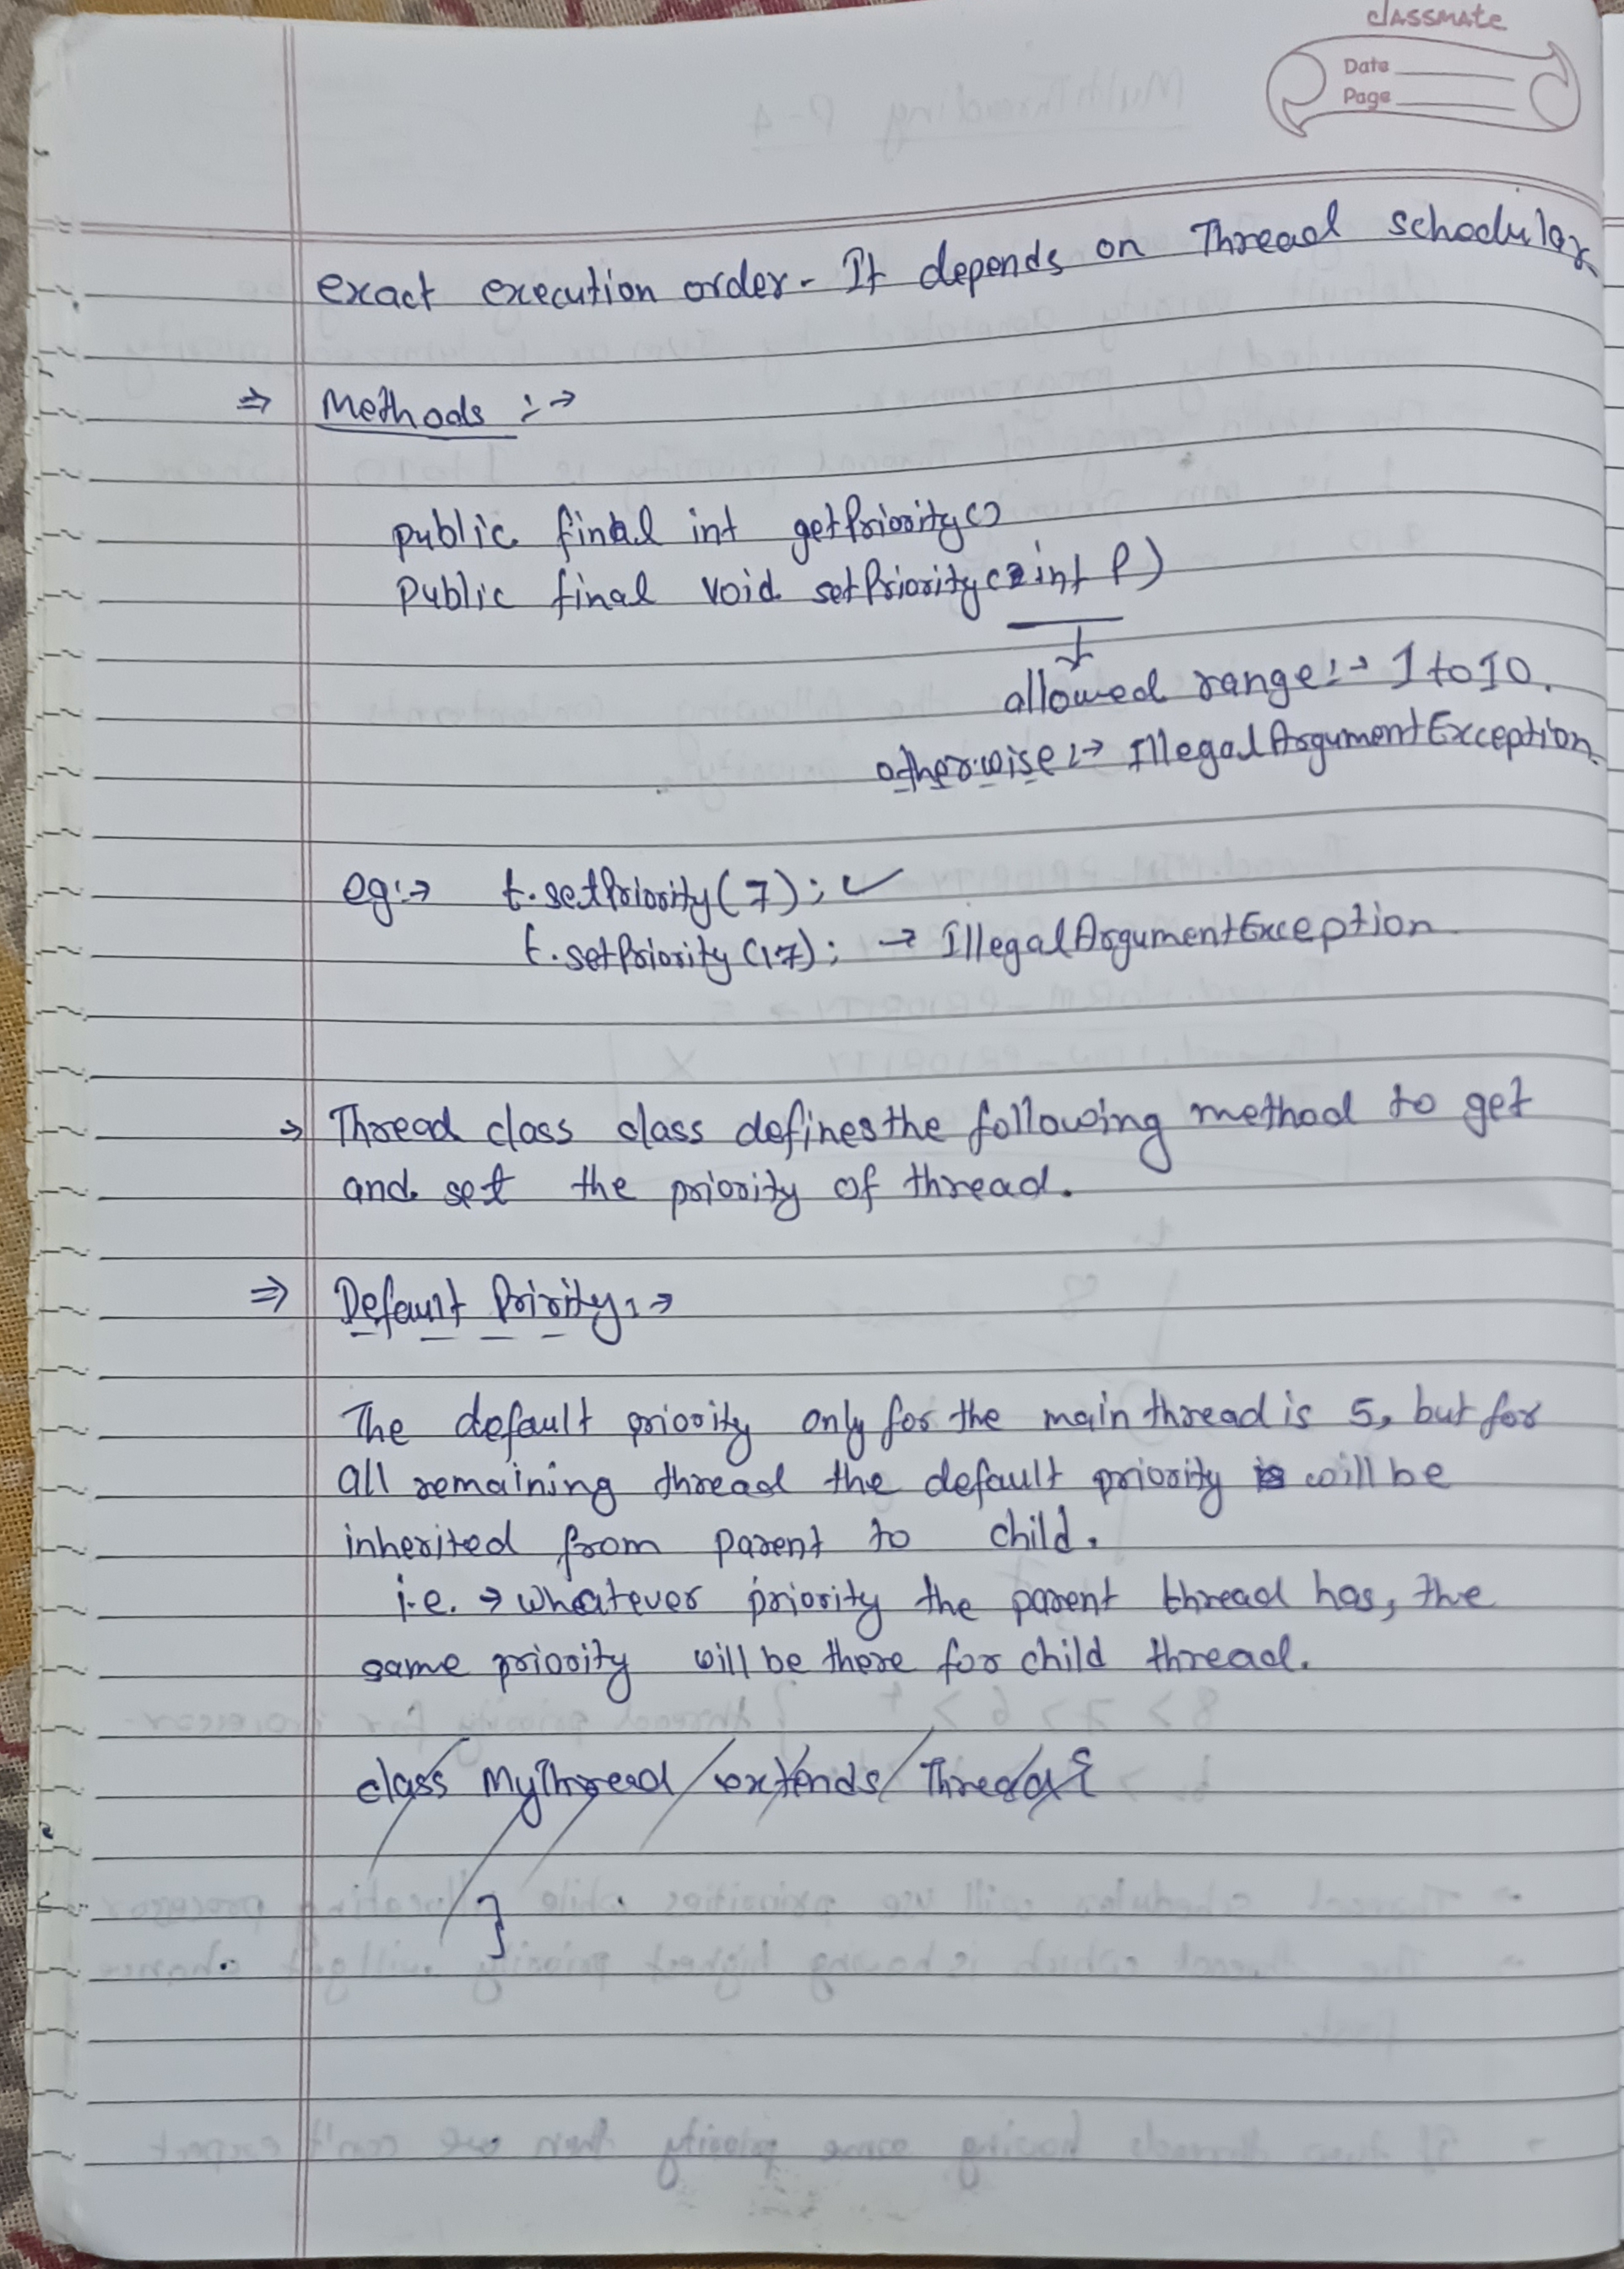 classmate
Date
Page
exact execution order. It depends on Thread schedular.
⇒ Methods :→
public final int getPriority()
Public final void setPriority(int P)
allowed range:→ 1 to 10.
otherwise :→ IllegalArgumentException.
eg:→ t.setPriority(7); ✓
t.setPriority(17); → IllegalArgumentException
→ Thread class class defines the following method to get
and set the priority of thread.
⇒ Default Pririty:→
The default priority only for the main thread is 5, but for
all remaining thread the default priority will be
inherited from parent to child.
i.e. → whatever priority the parent thread has, the
same priority will be there for child thread.
class MyThread extends Thread{
}